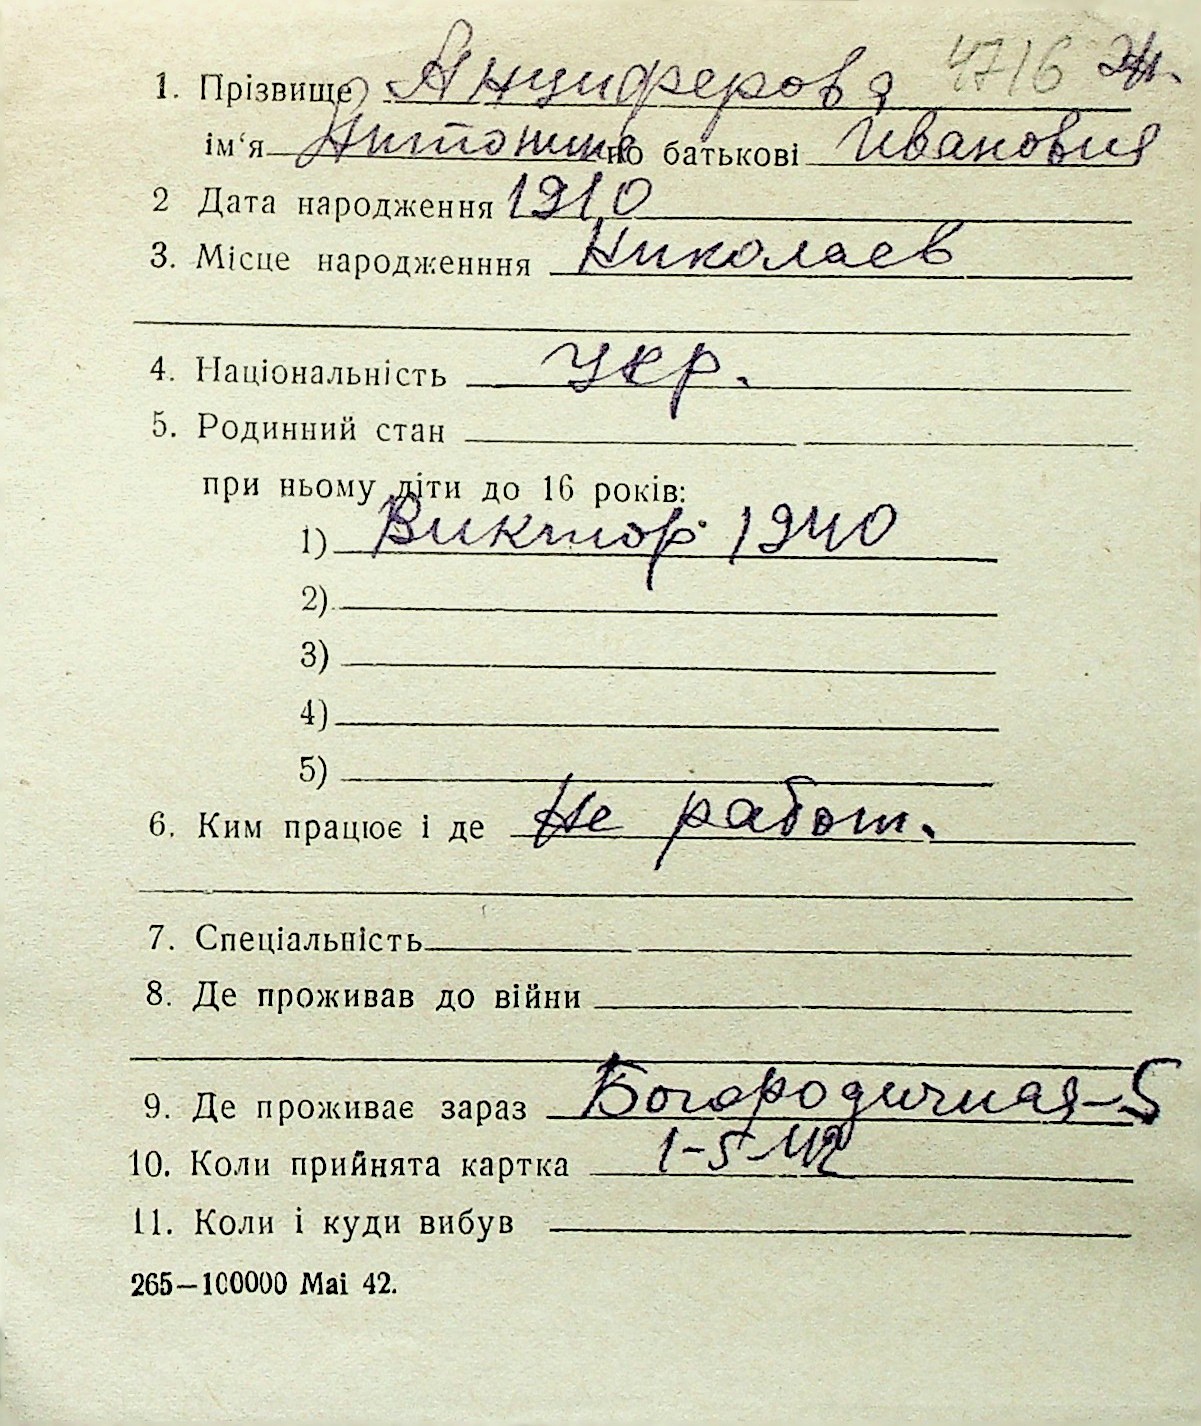 1. Прізвище Анциферова 4716
ім'я Антонина по батькові Ивановна
2 Дата народження 1910
3. Місце народженння Николаев
4. Національність укр.
5. Родинний стан
при ньому діти до 16 років:
1) Виктор 1940
2)
3)
4)
5)
6. Ким працює і де Не работ.
7. Спеціальність
8. Де проживав до війни
9. Де проживає зараз Богородичная-5
10. Коли прийнята картка 1-5-42
11. Коли і куди вибув
265—100000 Mai 42.